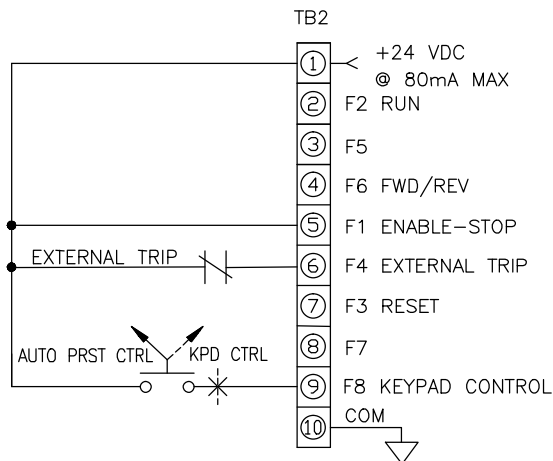 TB2
1 +24 VDC
@ 80mA MAX
2 F2 RUN
3 F5
4 F6 FWD/REV
5 F1 ENABLE-STOP
EXTERNAL TRIP 6 F4 EXTERNAL TRIP
7 F3 RESET
8 F7
AUTO PRST CTRL KPD CTRL
9 F8 KEYPAD CONTROL
10 COM